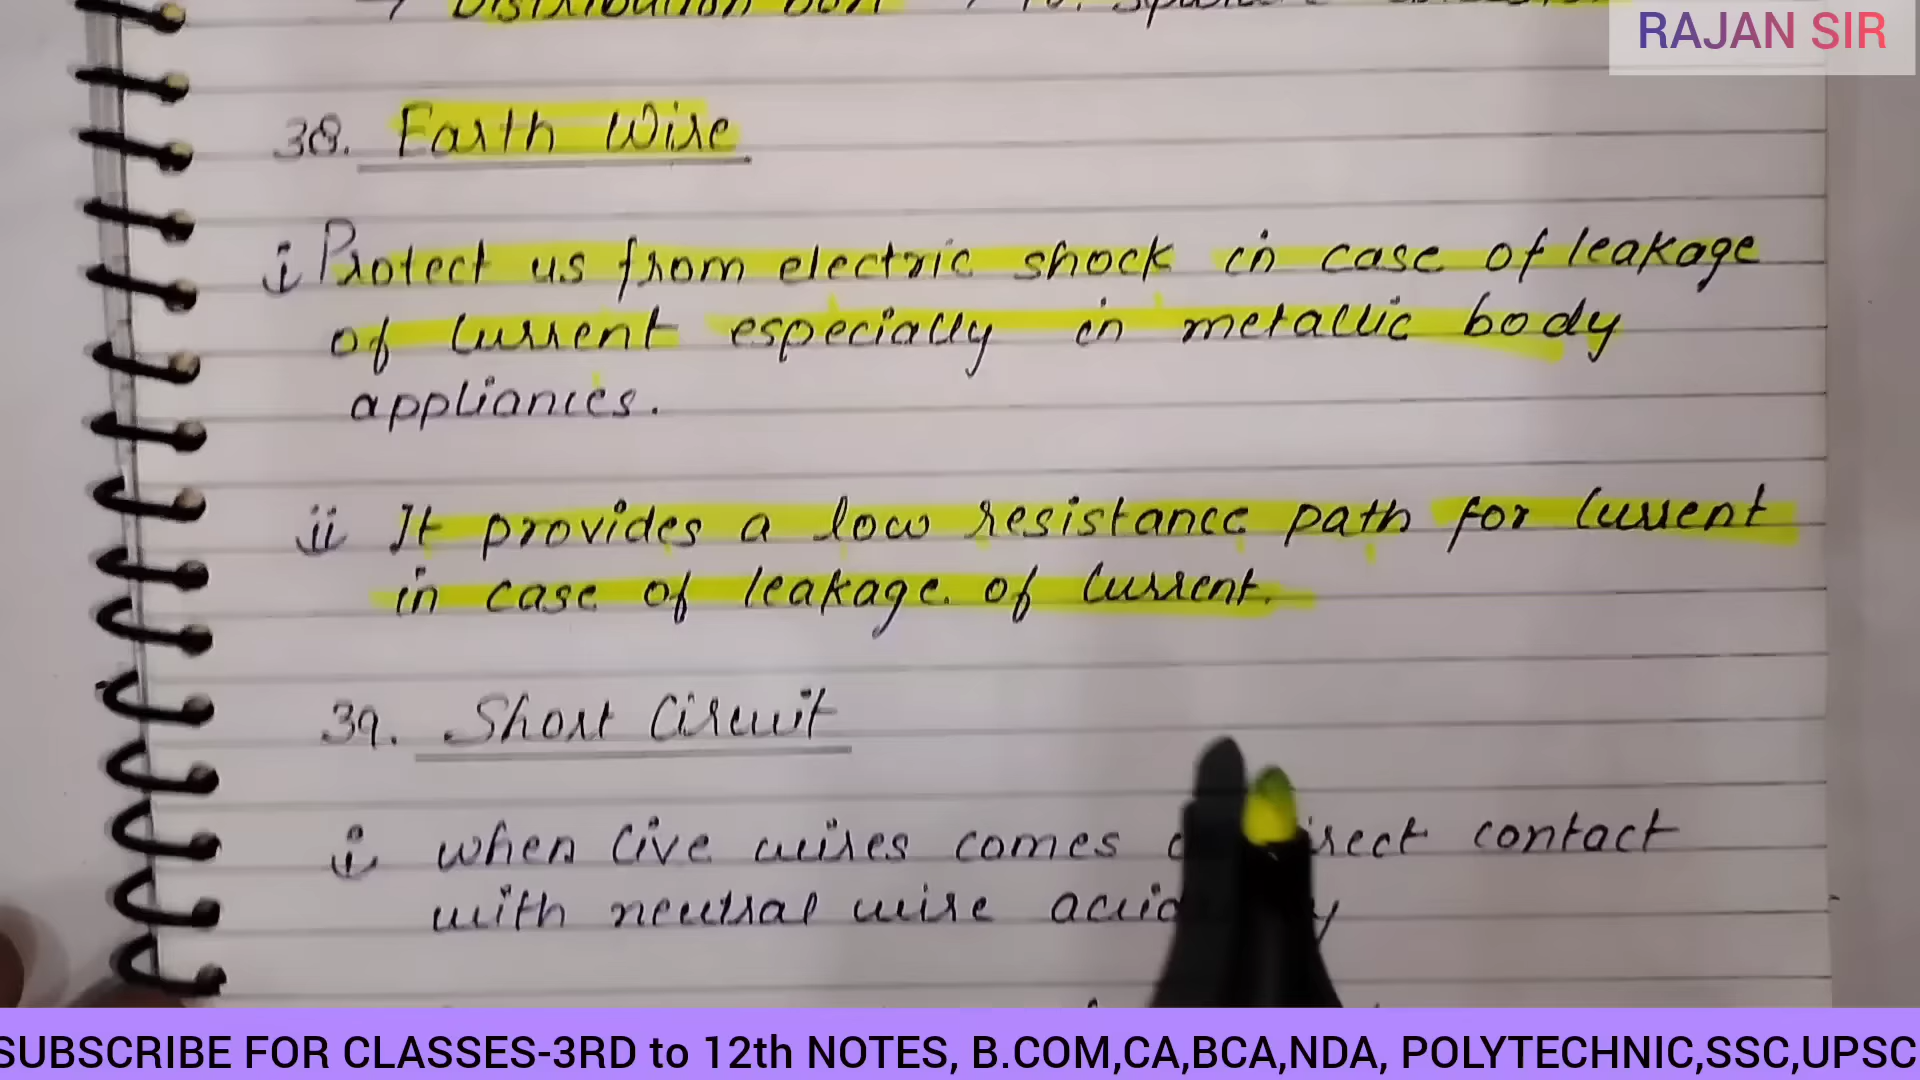 → Distribution box → to
RAJAN SIR
38. Earth Wire
i Protect us from electric shock in case of leakage
of Current especially in metallic body
appliances.
ii It provides a low resistance path for Current
in case of leakage of Current.
39. Short Circuit
i when live wires comes contact
with neutral wire
SUBSCRIBE FOR CLASSES-3RD to 12th NOTES, B.COM,CA,BCA,NDA, POLYTECHNIC,SSC,UPSC